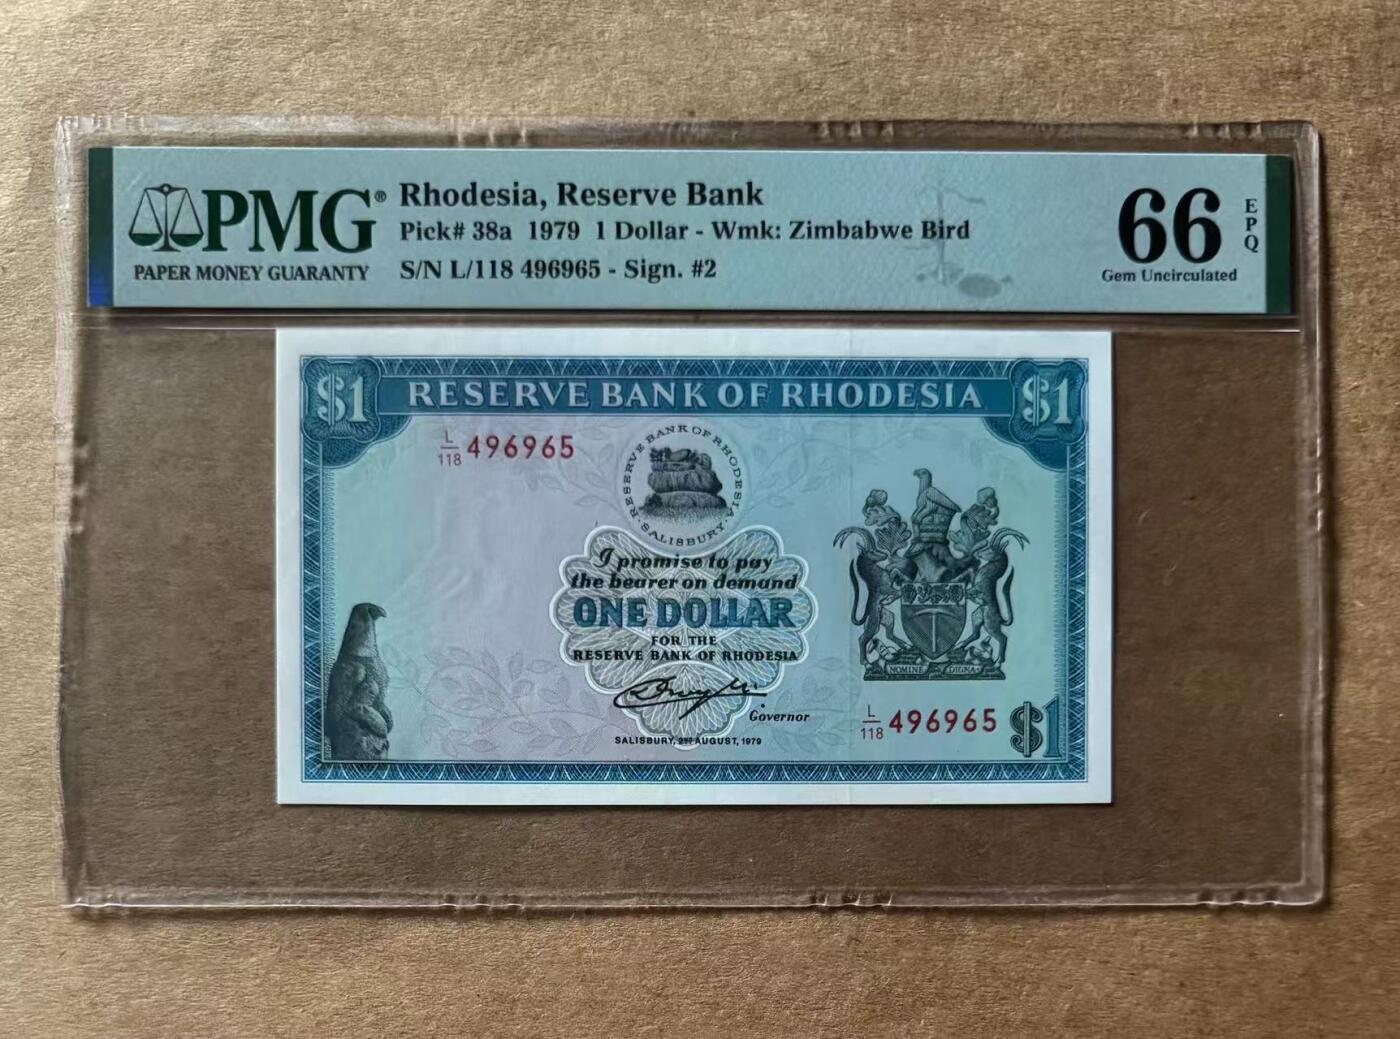 PMG®
PAPER MONEY GUARANTY
Rhodesia, Reserve Bank
Pick# 38a 1979 1 Dollar - Wmk: Zimbabwe Bird
S/N L/118 496965 - Sign. #2
66
EPQ
Gem Uncirculated
$1 RESERVE BANK OF RHODESIA $1
L/118 496965
RESERVE BANK OF RHODESIA
· SALISBURY ·
I promise to pay
the bearer on demand
ONE DOLLAR
FOR THE
RESERVE BANK OF RHODESIA
Governor
SALISBURY, AUGUST, 1979
NOMINE DIGNA
L/118 496965 $1